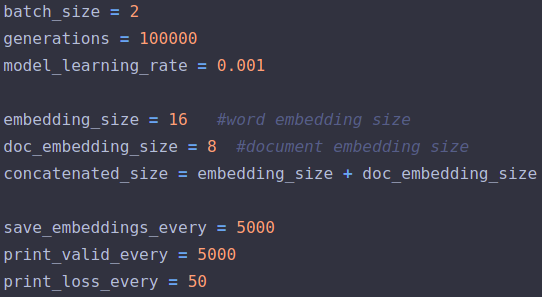 batch_size = 2
generations = 100000
model_learning_rate = 0.001
embedding_size = 16   #word embedding size
doc_embedding_size = 8  #document embedding size
concatenated_size = embedding_size + doc_embedding_size
save_embeddings_every = 5000
print_valid_every = 5000
print_loss_every = 50